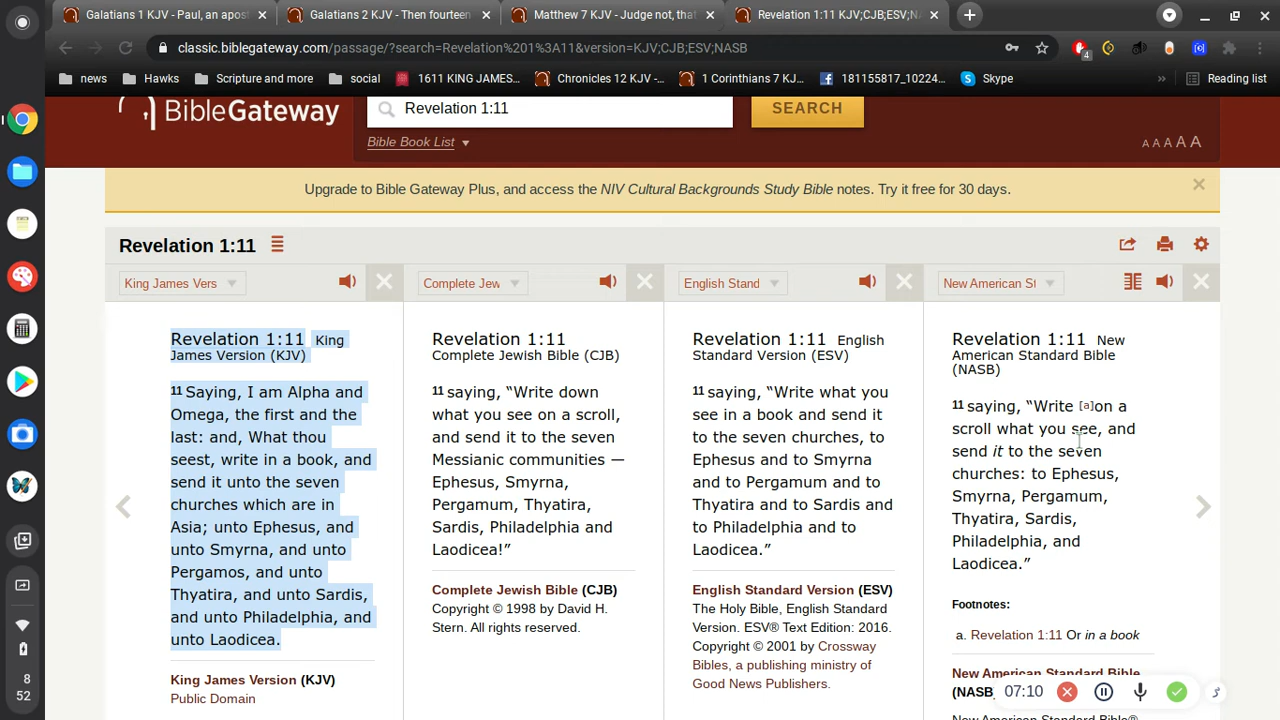 Galatians 1 KJV - Paul, an apost
Galatians 2 KJV - Then fourteen
Matthew 7 KJV - Judge not, that
Revelation 1:11 KJV;CJB;ESV;N
classic.biblegateway.com/passage/?search=Revelation%201%3A11&version=KJV;CJB;ESV;NASB
4
news
Hawks
Scripture and more
social
1611 KING JAMES...
Chronicles 12 KJV -...
1 Corinthians 7 KJ...
181155817_10224...
Skype
»
Reading list
BibleGateway
Revelation 1:11
SEARCH
Bible Book List
A A A A A
Upgrade to Bible Gateway Plus, and access the NIV Cultural Backgrounds Study Bible notes. Try it free for 30 days.
Revelation 1:11
King James Vers
Revelation 1:11 King
James Version (KJV)
11 Saying, I am Alpha and
Omega, the first and the
last: and, What thou
seest, write in a book, and
send it unto the seven
churches which are in
Asia; unto Ephesus, and
unto Smyrna, and unto
Pergamos, and unto
Thyatira, and unto Sardis,
and unto Philadelphia, and
unto Laodicea.
King James Version (KJV)
Public Domain
Complete Jew
Revelation 1:11
Complete Jewish Bible (CJB)
11 saying, “Write down
what you see on a scroll,
and send it to the seven
Messianic communities —
Ephesus, Smyrna,
Pergamum, Thyatira,
Sardis, Philadelphia and
Laodicea!”
Complete Jewish Bible (CJB)
Copyright © 1998 by David H.
Stern. All rights reserved.
English Stand
Revelation 1:11 English
Standard Version (ESV)
11 saying, “Write what you
see in a book and send it
to the seven churches, to
Ephesus and to Smyrna
and to Pergamum and to
Thyatira and to Sardis and
to Philadelphia and to
Laodicea.”
English Standard Version (ESV)
The Holy Bible, English Standard
Version. ESV® Text Edition: 2016.
Copyright © 2001 by Crossway
Bibles, a publishing ministry of
Good News Publishers.
New American St
Revelation 1:11 New
American Standard Bible
(NASB)
11 saying, “Write [a]on a
scroll what you see, and
send it to the seven
churches: to Ephesus,
Smyrna, Pergamum,
Thyatira, Sardis,
Philadelphia, and
Laodicea.”
Footnotes:
a. Revelation 1:11 Or in a book
New American Standard Bible
(NASB
07:10
8
52